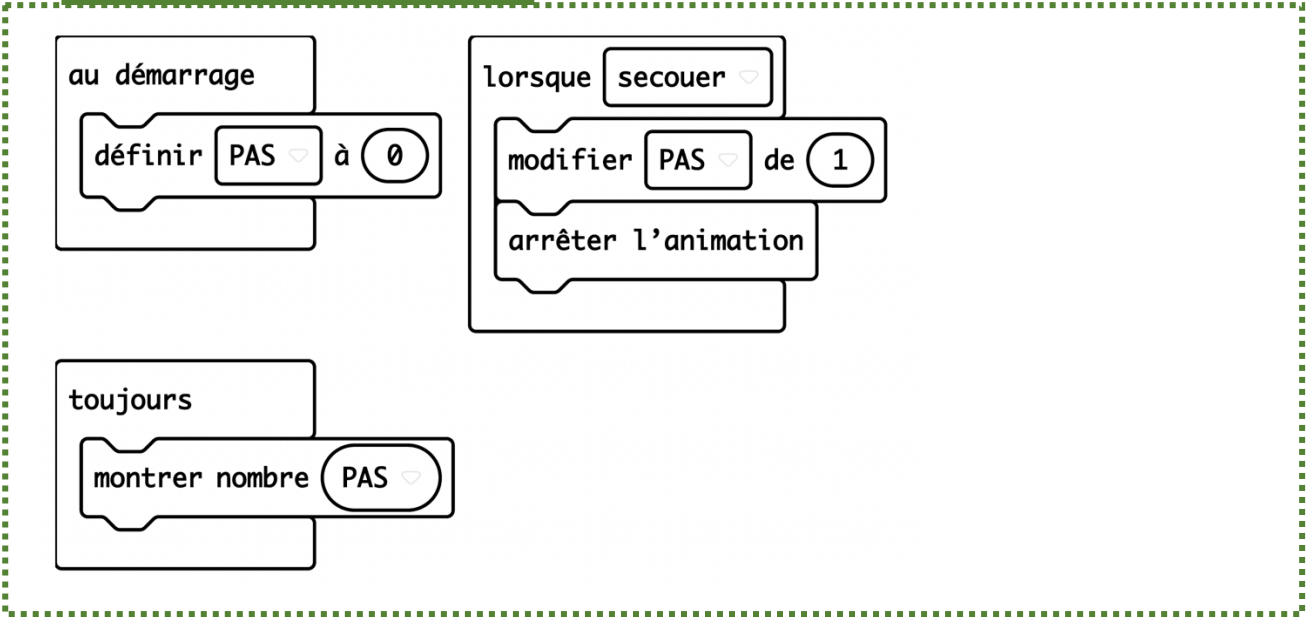 au démarrage
définir PAS à 0
lorsque secouer
modifier PAS de 1
arrêter l’animation
toujours
montrer nombre PAS